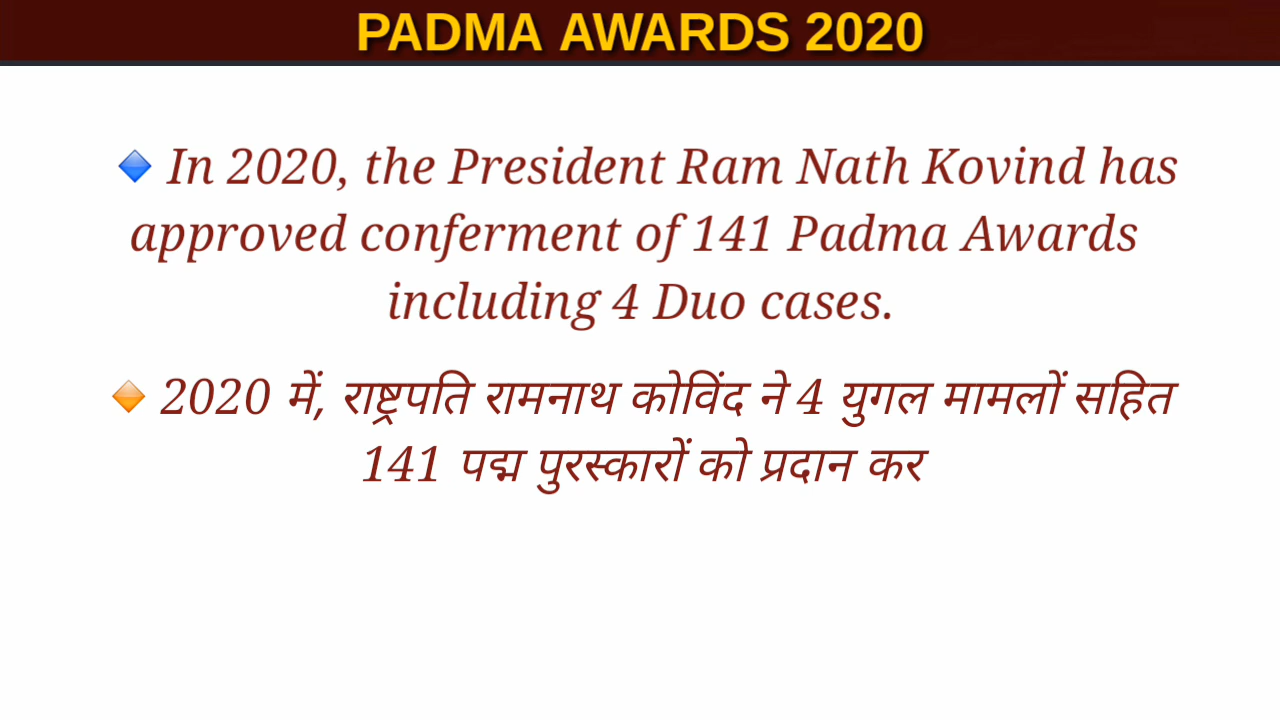 PADMA AWARDS 2020
In 2020, the President Ram Nath Kovind has
approved conferment of 141 Padma Awards
including 4 Duo cases.
2020 में, राष्ट्रपति रामनाथ कोविंद ने 4 युगल मामलों सहित
141 पद्म पुरस्कारों को प्रदान कर